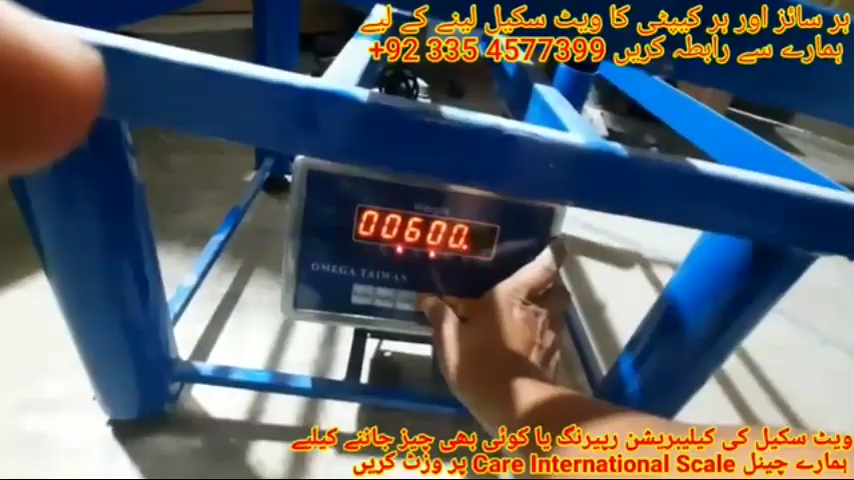 ہر سائز اور ہر کیپٹی کا ویٹ سکیل لینے کے لیے
ہمارے سے رابطہ کریں 4577399 335 92+
00600.
OMEGA TAIWAN
ویٹ سکیل کی کیلیبریشن رپیرنگ یا کوئی بھی چیز جاننے کیلیے
ہمارے چینل Care International Scale پر وزٹ کریں